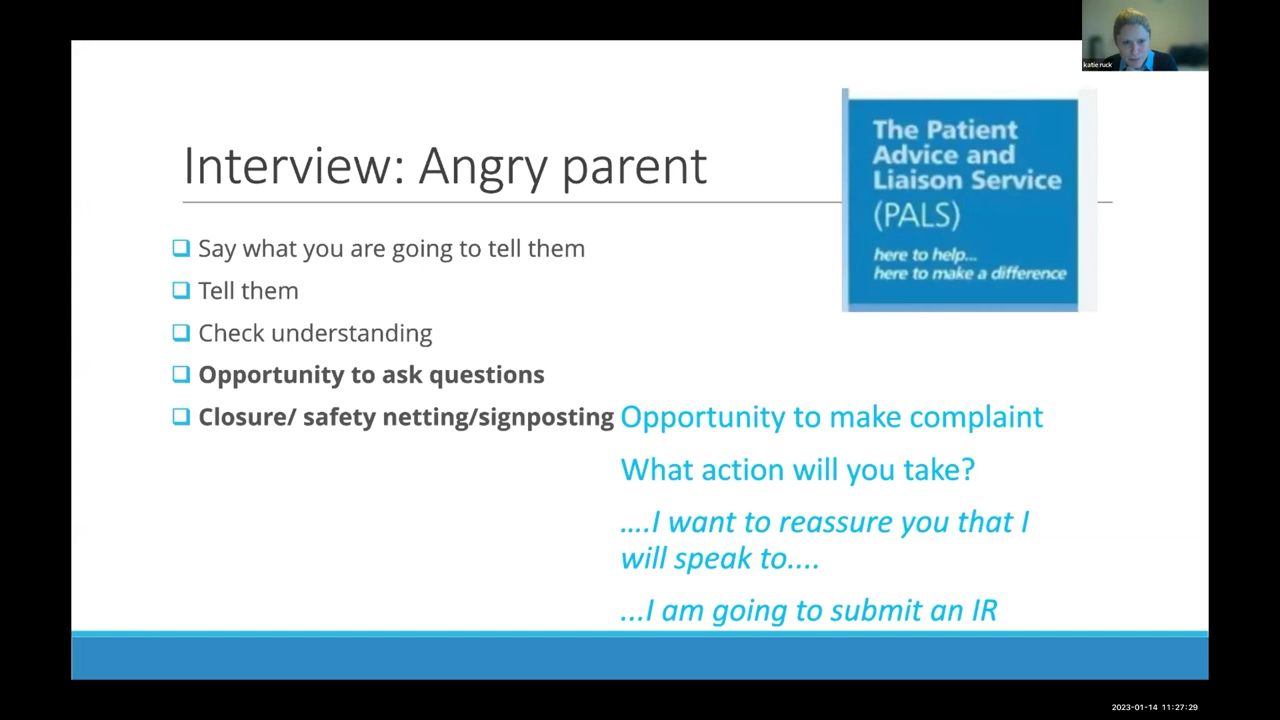 katie ruck
The Patient
Advice and
Liaison Service
(PALS)
here to help...
here to make a difference
Interview: Angry parent
❑ Say what you are going to tell them
❑ Tell them
❑ Check understanding
❑ Opportunity to ask questions
❑ Closure/ safety netting/signposting
Opportunity to make complaint
What action will you take?
....I want to reassure you that I
will speak to....
...I am going to submit an IR
2023-01-14 11:27:29